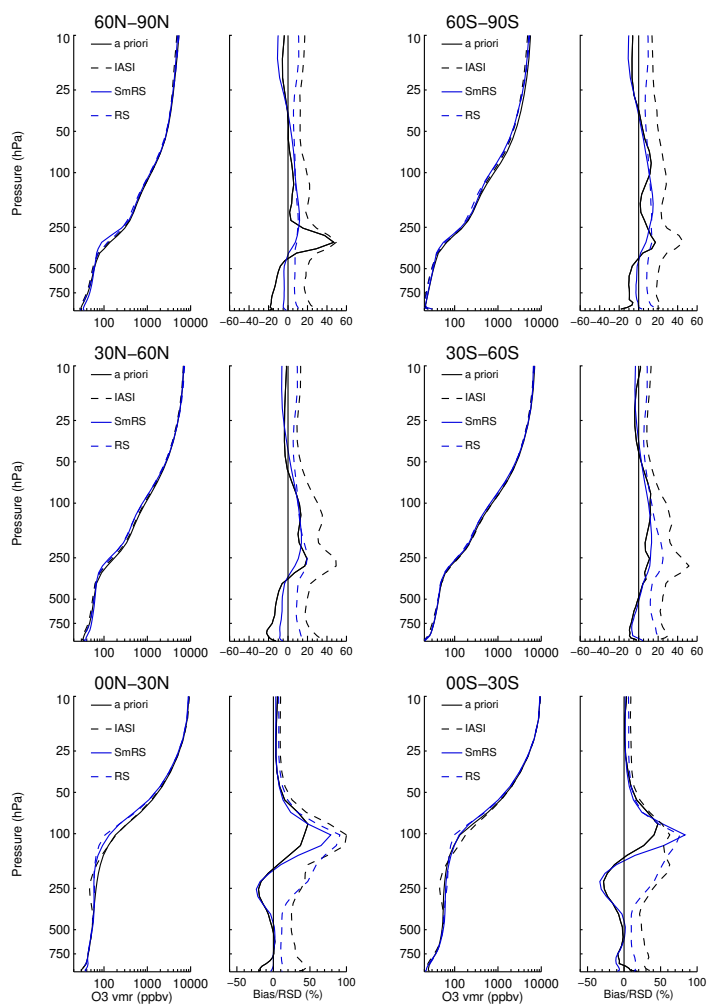 60N−90N
10
25
50
100
250
500
750
Pressure (hPa)
a priori
IASI
SmRS
RS
100 1000 10000
−60−40−20 0 20 40 60
60S−90S
10
25
50
100
250
500
750
a priori
IASI
SmRS
RS
100 1000 10000
−60−40−20 0 20 40 60
30N−60N
10
25
50
100
250
500
750
Pressure (hPa)
a priori
IASI
SmRS
RS
100 1000 10000
−60−40−20 0 20 40 60
30S−60S
10
25
50
100
250
500
750
a priori
IASI
SmRS
RS
100 1000 10000
−60−40−20 0 20 40 60
00N−30N
10
25
50
100
250
500
750
Pressure (hPa)
a priori
IASI
SmRS
RS
100 1000 10000
O3 vmr (ppbv)
−50 0 50 100
Bias/RSD (%)
00S−30S
10
25
50
100
250
500
750
a priori
IASI
SmRS
RS
100 1000 10000
O3 vmr (ppbv)
−50 0 50 100
Bias/RSD (%)